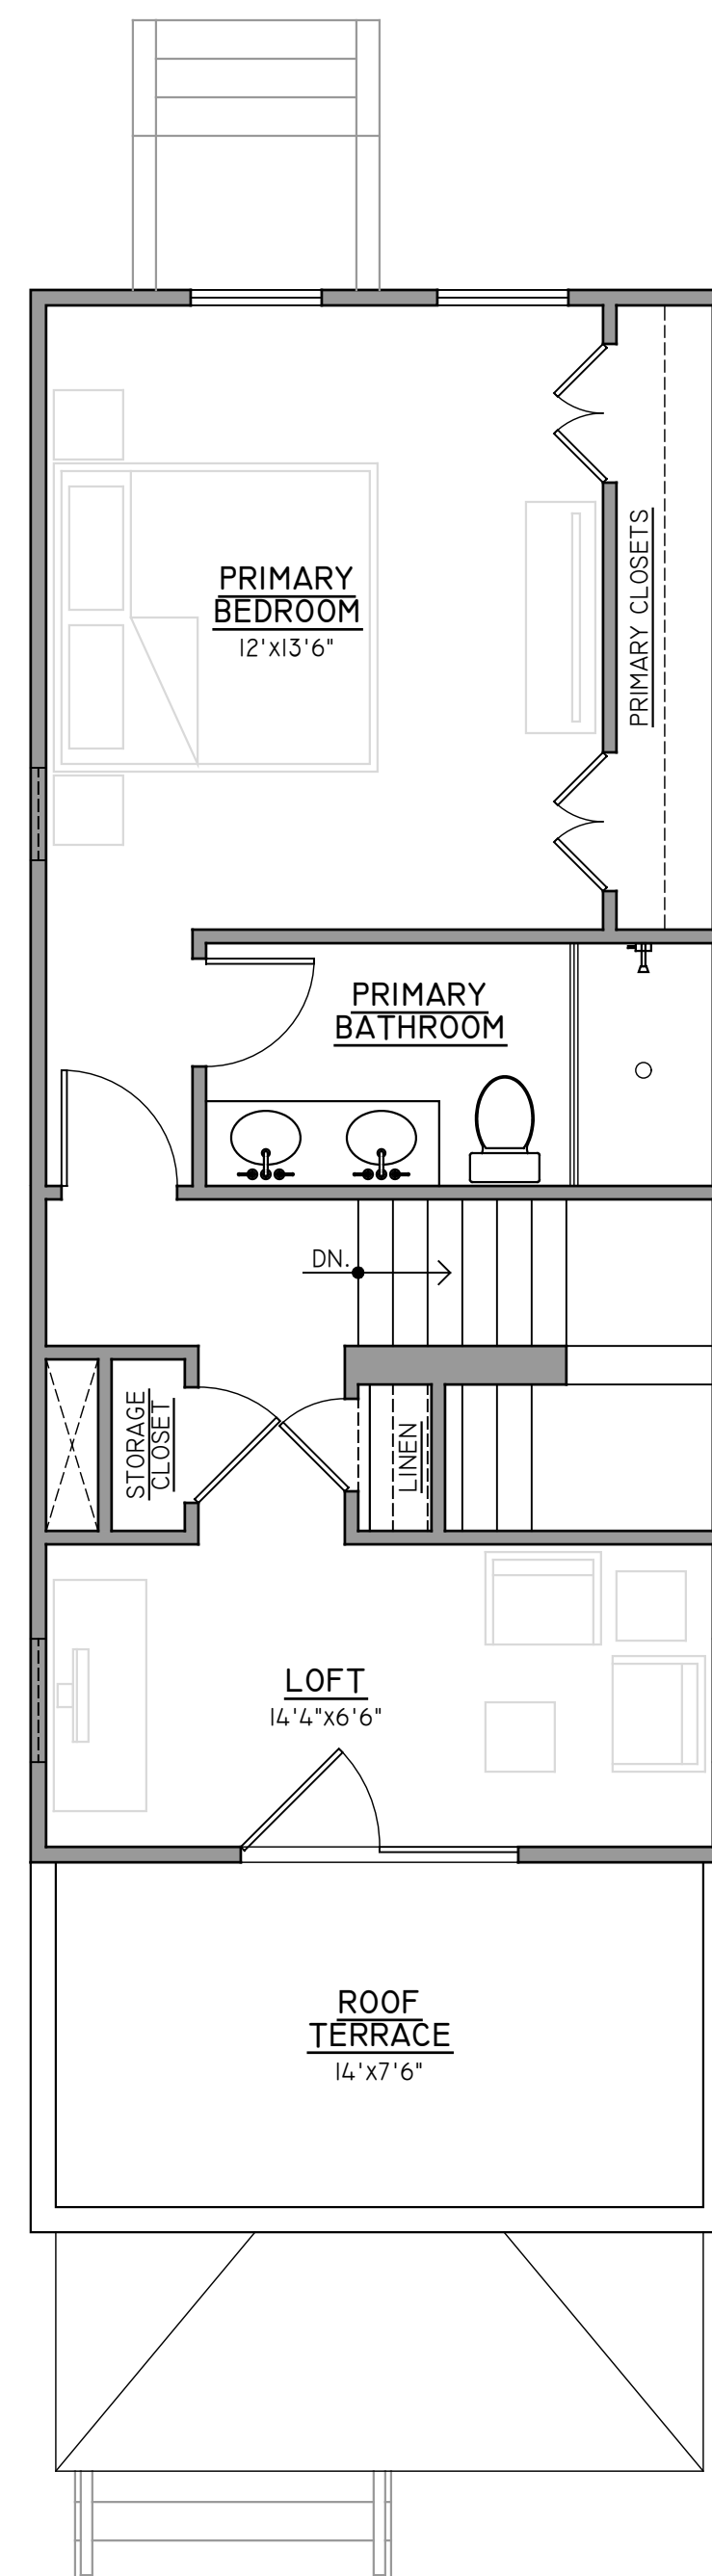 PRIMARY
BEDROOM
12'x13'6"
PRIMARY CLOSETS
PRIMARY
BATHROOM
DN.
STORAGE
CLOSET
LINEN
LOFT
14'4"x6'6"
ROOF
TERRACE
14'x7'6"